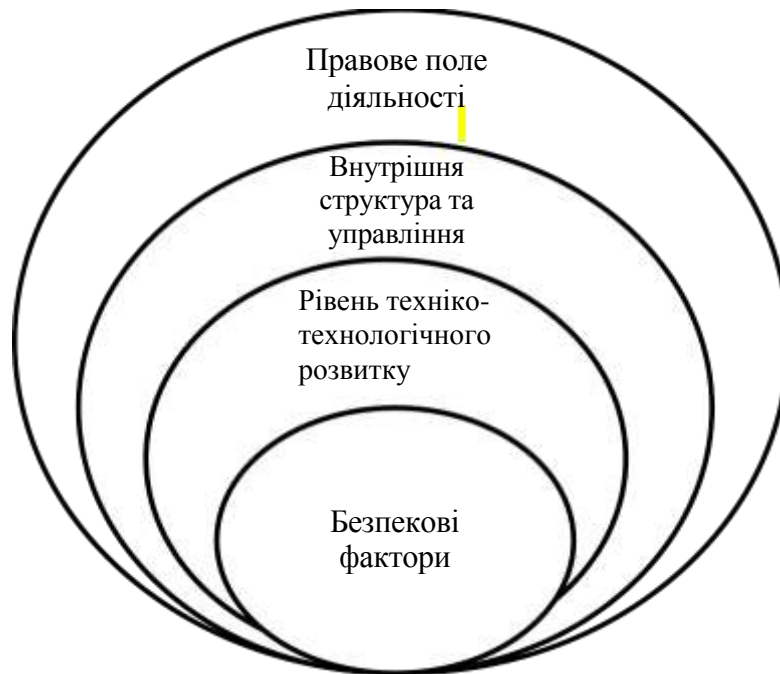 Правове поле
діяльності
Внутрішня
структура та
управління
Рівень техніко-
технологічного
розвитку
Безпекові
фактори